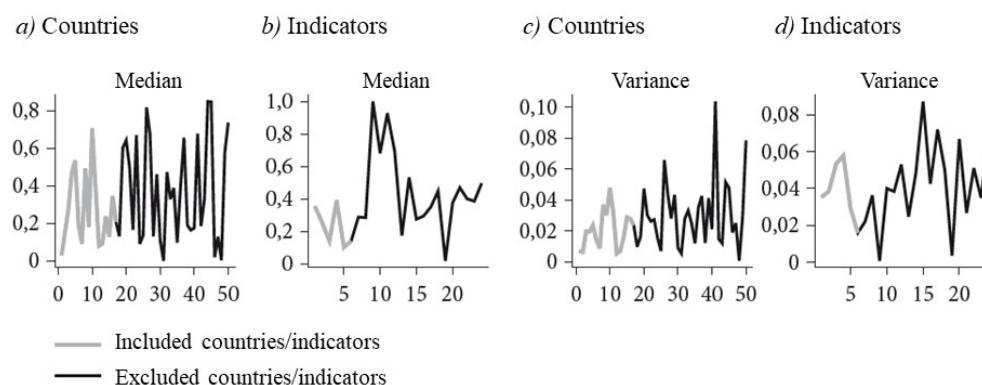 a) Countries
b) Indicators
c) Countries
d) Indicators
Median
Median
Variance
Variance
0,8
0,6
0,4
0,2
0
0 10 20 30 40 50
1,0
0,8
0,6
0,4
0,2
0
5 10 15 20
0,10
0,08
0,06
0,04
0,02
0
0 10 20 30 40 50
0,08
0,06
0,04
0,02
0
5 10 15 20
Included countries/indicators
Excluded countries/indicators